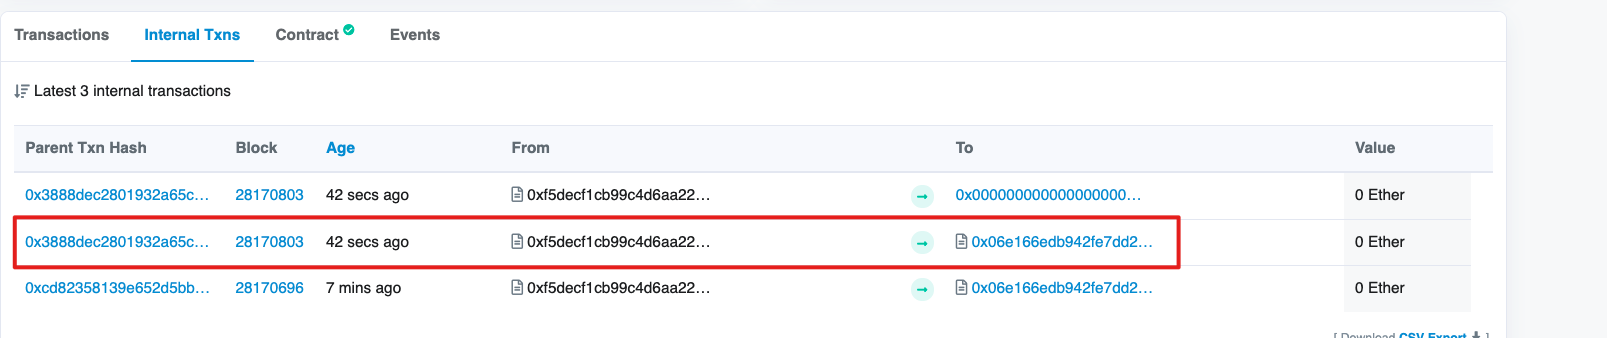 Transactions Internal Txns Contract Events
Latest 3 internal transactions
Parent Txn Hash Block Age From To Value
0x3888dec2801932a65c... 28170803 42 secs ago 0xf5decf1cb99c4d6aa22... 0x000000000000000000... 0 Ether
0x3888dec2801932a65c... 28170803 42 secs ago 0xf5decf1cb99c4d6aa22... 0x06e166edb942fe7dd2... 0 Ether
0xcd82358139e652d5bb... 28170696 7 mins ago 0xf5decf1cb99c4d6aa22... 0x06e166edb942fe7dd2... 0 Ether
[ Download CSV Export ]